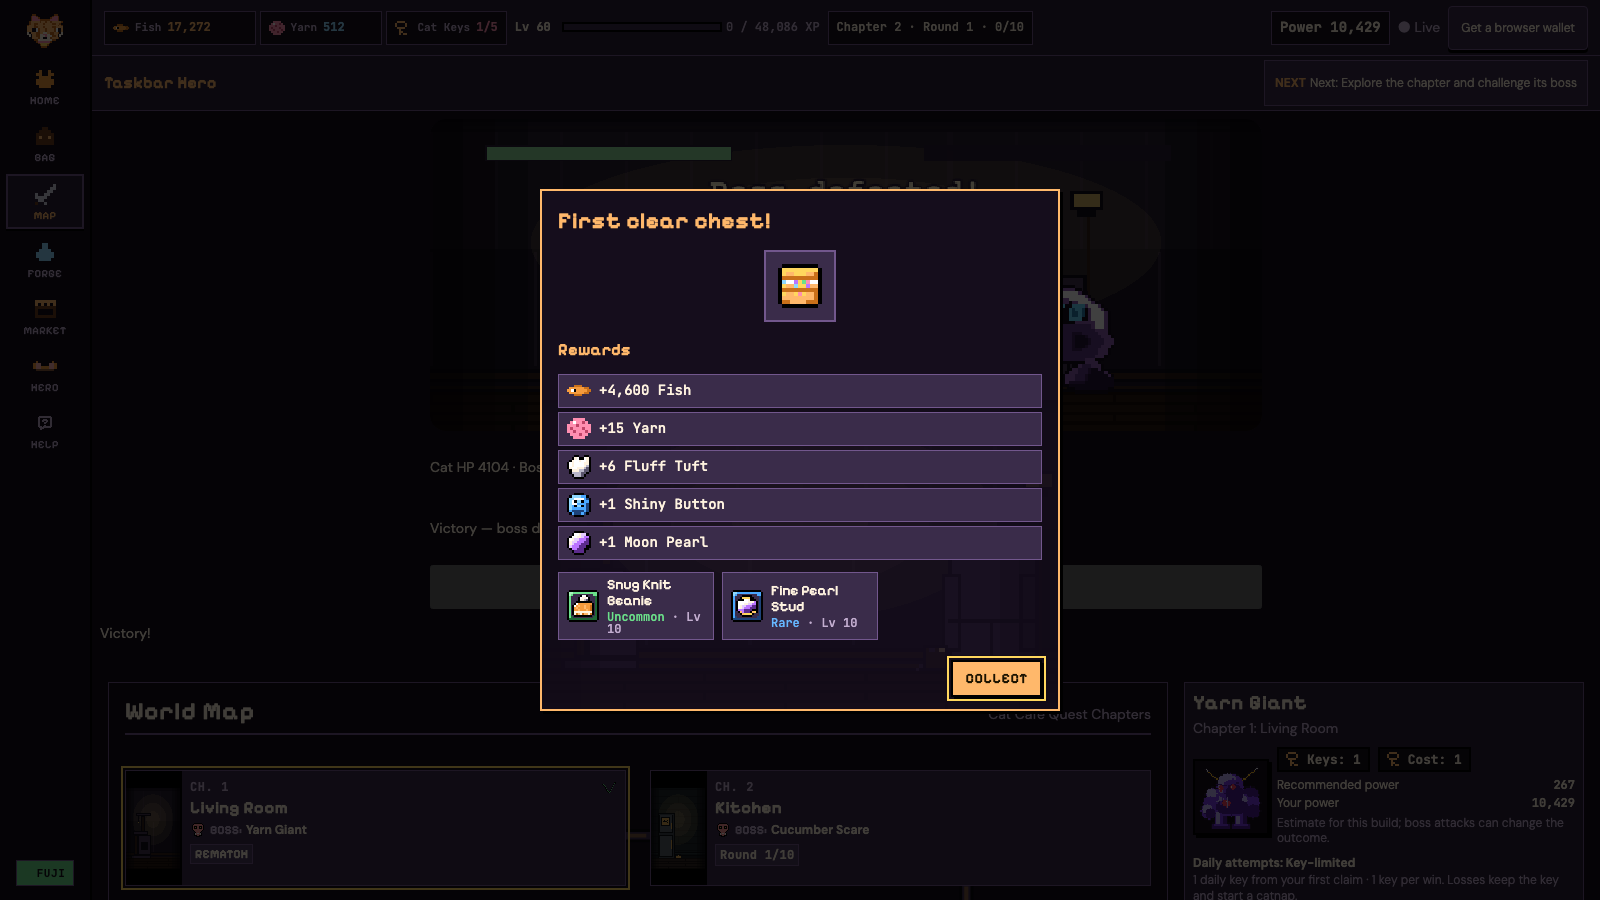 Fish 17,272
Yarn 512
Cat Keys 1/5
Lv 60
0 / 48,086 XP
Chapter 2 · Round 1 · 0/10
Power 10,429
Live
Get a browser wallet
Taskbar Hero
NEXT Next: Explore the chapter and challenge its boss
HOME
BAG
MAP
FORGE
MARKET
HERO
HELP
FUJI
Boss defeated!
First clear chest!
Rewards
+4,600 Fish
+15 Yarn
+6 Fluff Tuft
+1 Shiny Button
+1 Moon Pearl
Snug Knit
Beanie
Uncommon · Lv
10
Fine Pearl
Stud
Rare · Lv 10
COLLECT
Cat HP 4104 · Bos
Victory — boss d
Victory!
World Map
Cat Cafe Quest Chapters
CH. 1
Living Room
BOSS: Yarn Giant
REMATCH
CH. 2
Kitchen
BOSS: Cucumber Scare
Round 1/10
Yarn Giant
Chapter 1: Living Room
Keys: 1
Cost: 1
Recommended power 267
Your power 10,429
Estimate for this build; boss attacks can change the
outcome.
Daily attempts: Key-limited
1 daily key from your first claim · 1 key per win. Losses keep the key
and start a catnap.